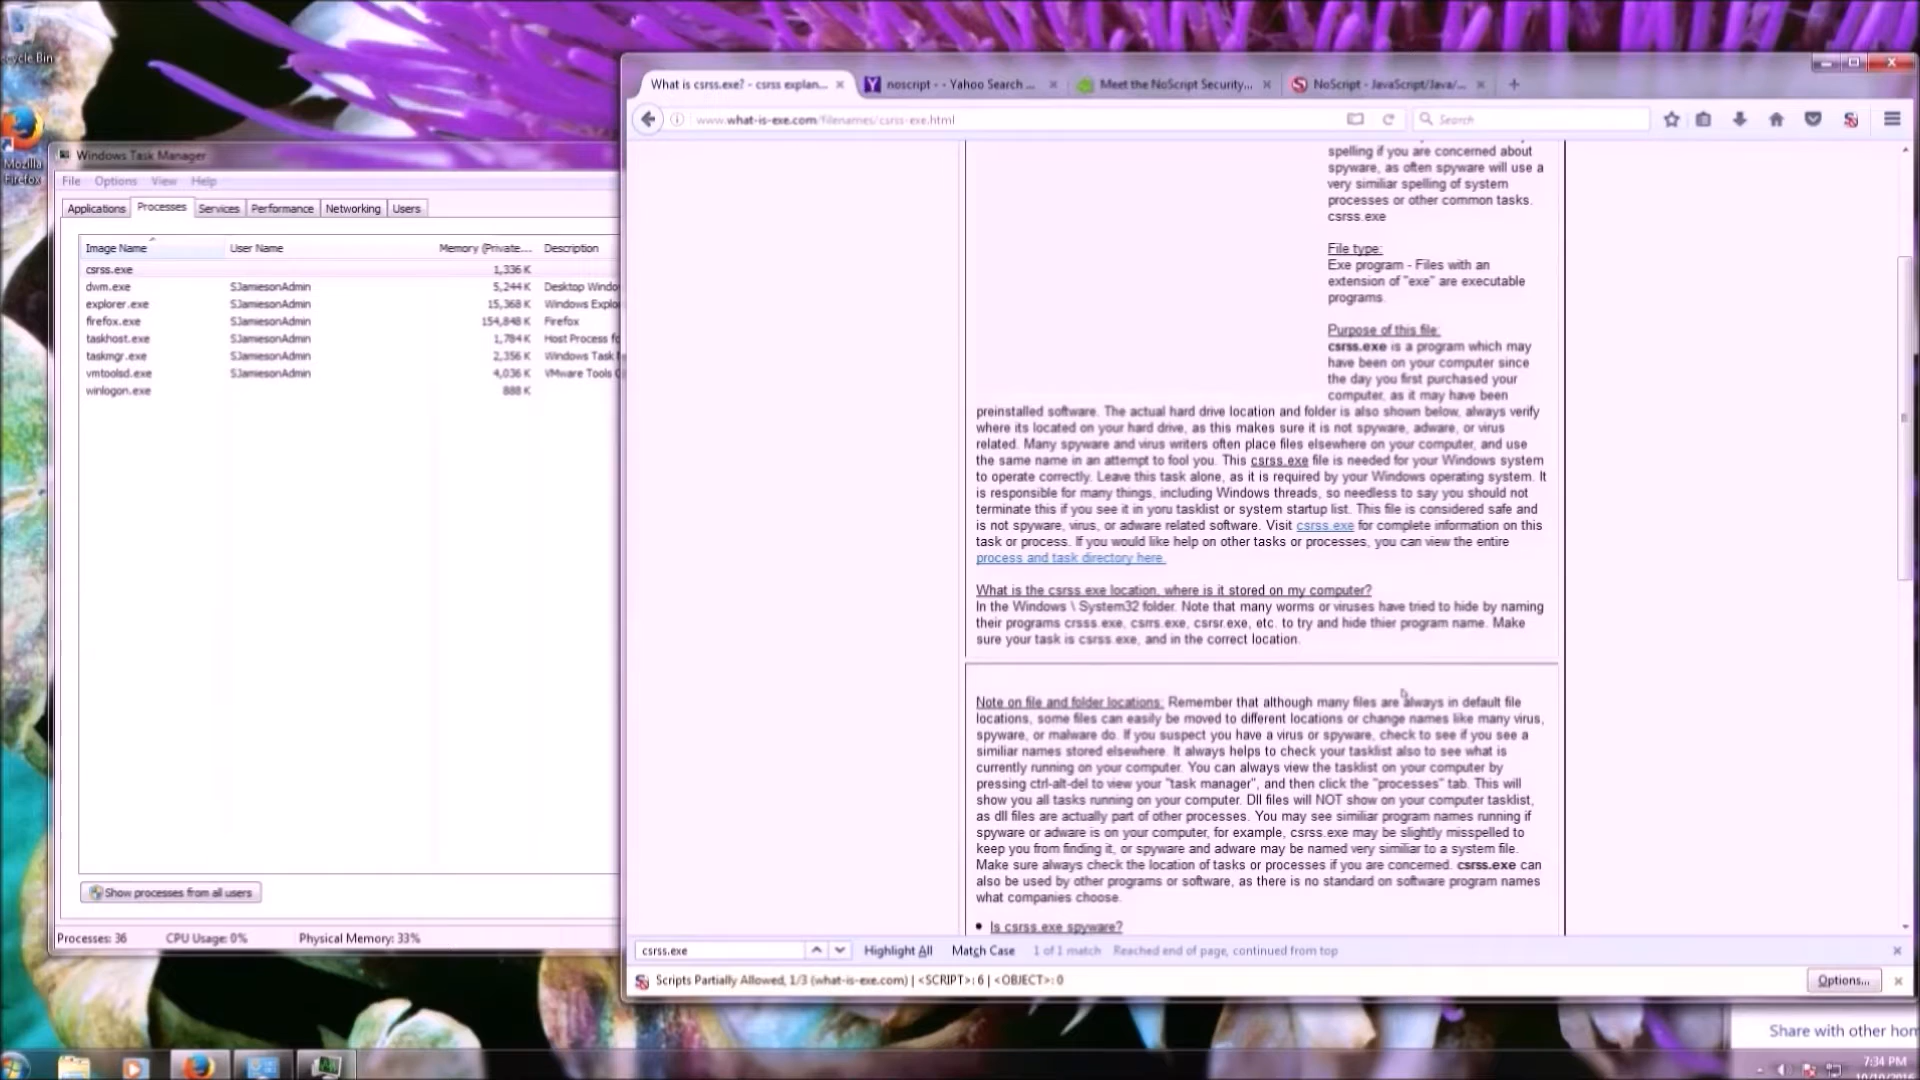 cycle Bin
Mozilla
Firefox
Windows Task Manager
File Options View Help
Applications Processes Services Performance Networking Users
Image Name User Name Memory (Private... Description
csrss.exe 1,336 K
dwm.exe SJamiesonAdmin 5,244 K Desktop Windo
explorer.exe SJamiesonAdmin 15,368 K Windows Explo
firefox.exe SJamiesonAdmin 154,848 K Firefox
taskhost.exe SJamiesonAdmin 1,784 K Host Process fo
taskmgr.exe SJamiesonAdmin 2,356 K Windows Task
vmtoolsd.exe SJamiesonAdmin 4,036 K VMware Tools
winlogon.exe 888 K
Show processes from all users
Processes: 36 CPU Usage: 0% Physical Memory: 33%
What is csrss.exe? - csrss explan... noscript - - Yahoo Search ... Meet the NoScript Security... NoScript - JavaScript/Java/...
www.what-is-exe.com/filenames/csrss-exe.html Search
spelling if you are concerned about
spyware, as often spyware will use a
very similiar spelling of system
processes or other common tasks.
csrss.exe
File type:
Exe program - Files with an
extension of "exe" are executable
programs.
Purpose of this file:
csrss.exe is a program which may
have been on your computer since
the day you first purchased your
computer, as it may have been
preinstalled software. The actual hard drive location and folder is also shown below, always verify
where its located on your hard drive, as this makes sure it is not spyware, adware, or virus
related. Many spyware and virus writers often place files elsewhere on your computer, and use
the same name in an attempt to fool you. This csrss.exe file is needed for your Windows system
to operate correctly. Leave this task alone, as it is required by your Windows operating system. It
is responsible for many things, including Windows threads, so needless to say you should not
terminate this if you see it in yoru tasklist or system startup list. This file is considered safe and
is not spyware, virus, or adware related software. Visit csrss.exe for complete information on this
task or process. If you would like help on other tasks or processes, you can view the entire
process and task directory here.
What is the csrss.exe location, where is it stored on my computer?
In the Windows \ System32 folder. Note that many worms or viruses have tried to hide by naming
their programs crsss.exe, csrrs.exe, csrsr.exe, etc. to try and hide thier program name. Make
sure your task is csrss.exe, and in the correct location.
Note on file and folder locations: Remember that although many files are always in default file
locations, some files can easily be moved to different locations or change names like many virus,
spyware, or malware do. If you suspect you have a virus or spyware, check to see if you see a
similiar names stored elsewhere. It always helps to check your tasklist also to see what is
currently running on your computer. You can always view the tasklist on your computer by
pressing ctrl-alt-del to view your "task manager", and then click the "processes" tab. This will
show you all tasks running on your computer. Dll files will NOT show on your computer tasklist,
as dll files are actually part of other processes. You may see similiar program names running if
spyware or adware is on your computer, for example, csrss.exe may be slightly misspelled to
keep you from finding it, or spyware and adware may be named very similiar to a system file.
Make sure always check the location of tasks or processes if you are concerned. csrss.exe can
also be used by other programs or software, as there is no standard on software program names
what companies choose.
• Is csrss.exe spyware?
csrss.exe Highlight All Match Case 1 of 1 match Reached end of page, continued from top
Scripts Partially Allowed, 1/3 (what-is-exe.com) | <SCRIPT>: 6 | <OBJECT>: 0 Options...
Share with other hom
7:34 PM